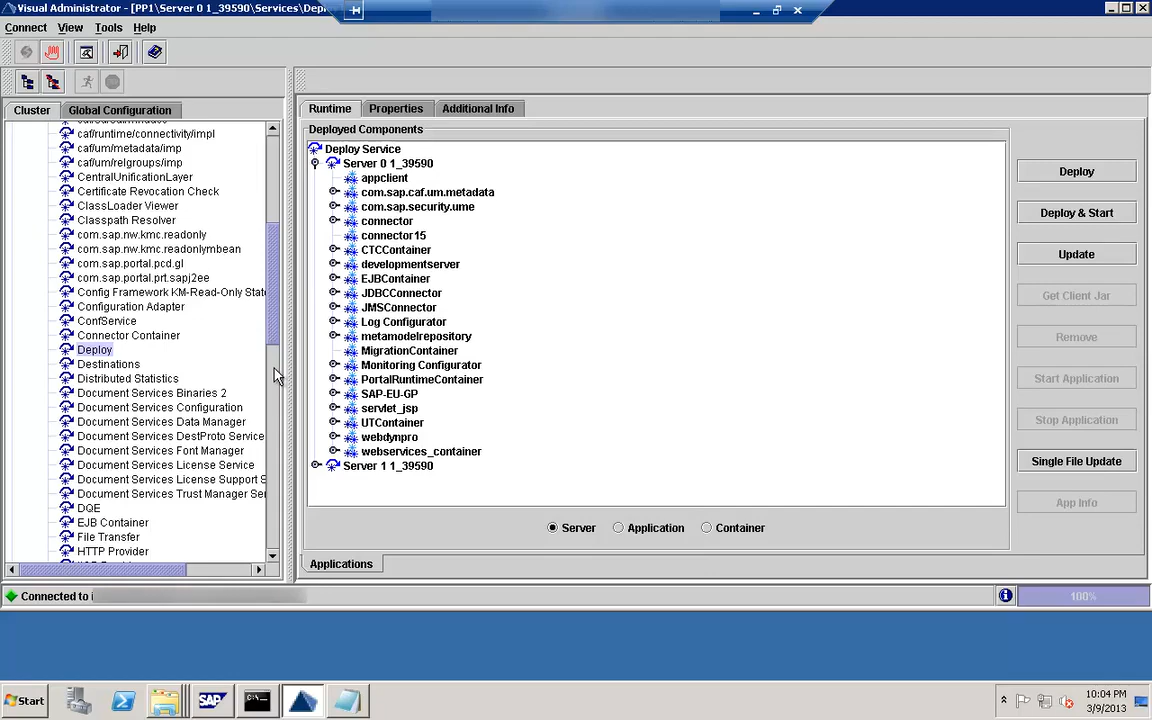 Visual Administrator - [PP1\Server 0 1_39590\Services\Depl
Connect View Tools Help
Cluster Global Configuration
caf/runtime/connectivity/impl
caf/um/metadata/imp
caf/um/relgroups/imp
CentralUnificationLayer
Certificate Revocation Check
ClassLoader Viewer
Classpath Resolver
com.sap.nw.kmc.readonly
com.sap.nw.kmc.readonlymbean
com.sap.portal.pcd.gl
com.sap.portal.prt.sapj2ee
Config Framework KM-Read-Only State
Configuration Adapter
ConfService
Connector Container
Deploy
Destinations
Distributed Statistics
Document Services Binaries 2
Document Services Configuration
Document Services Data Manager
Document Services DestProto Service
Document Services Font Manager
Document Services License Service
Document Services License Support S
Document Services Trust Manager Ser
DQE
EJB Container
File Transfer
HTTP Provider
Runtime Properties Additional Info
Deployed Components
Deploy Service
Server 0 1_39590
appclient
com.sap.caf.um.metadata
com.sap.security.ume
connector
connector15
CTCContainer
developmentserver
EJBContainer
JDBCConnector
JMSConnector
Log Configurator
metamodelrepository
MigrationContainer
Monitoring Configurator
PortalRuntimeContainer
SAP-EU-GP
servlet_jsp
UTContainer
webdynpro
webservices_container
Server 1 1_39590
Server Application Container
Applications
Deploy
Deploy & Start
Update
Get Client Jar
Remove
Start Application
Stop Application
Single File Update
App Info
Connected to i
100%
Start
SAP
10:04 PM
3/9/2013